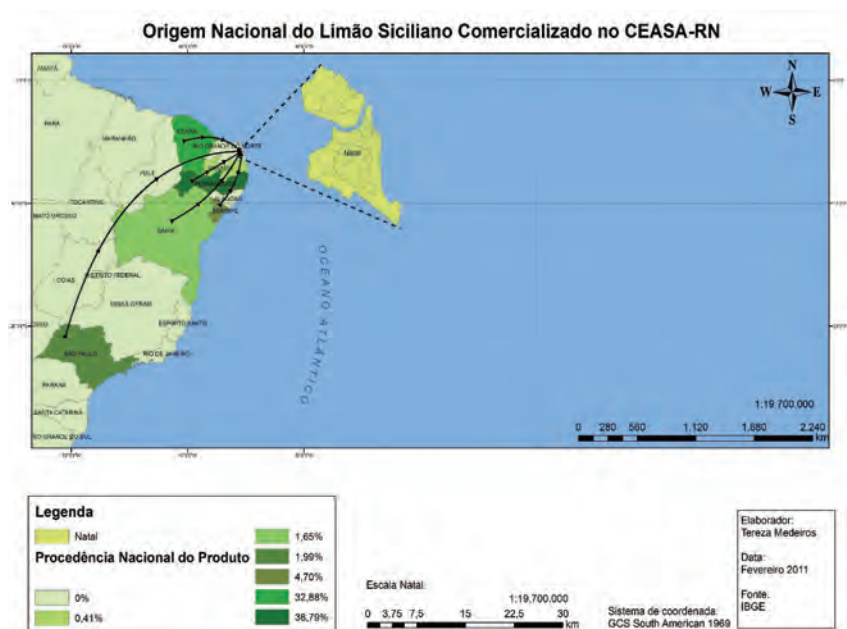 Origem Nacional do Limão Siciliano Comercializado no CEASA-RN
N
W E
S
AMAPÁ
PARÁ
MARANHÃO
CEARÁ
RIO GRANDE DO NORTE
TOCANTINS
MATO GROSSO
BAHIA
GOIÁS
DISTRITO FEDERAL
MINAS GERAIS
ESPÍRITO SANTO
SÃO PAULO
RIO DE JANEIRO
PARANÁ
SANTA CATARINA
RIO GRANDE DO SUL
OCEANO ATLÂNTICO
1:19.700.000
0 280 560 1.120 1.680 2.240
km
Legenda
Natal
Procedência Nacional do Produto
0%
0,41%
1,65%
1,99%
4,70%
32,88%
36,79%
Escala Natal:
1:19.700.000
0 3,75 7,5 15 22,5 30
km
Sistema de coordenada:
GCS South American 1969
Elaborador:
Tereza Medeiros
Data:
Fevereiro 2011
Fonte:
IBGE